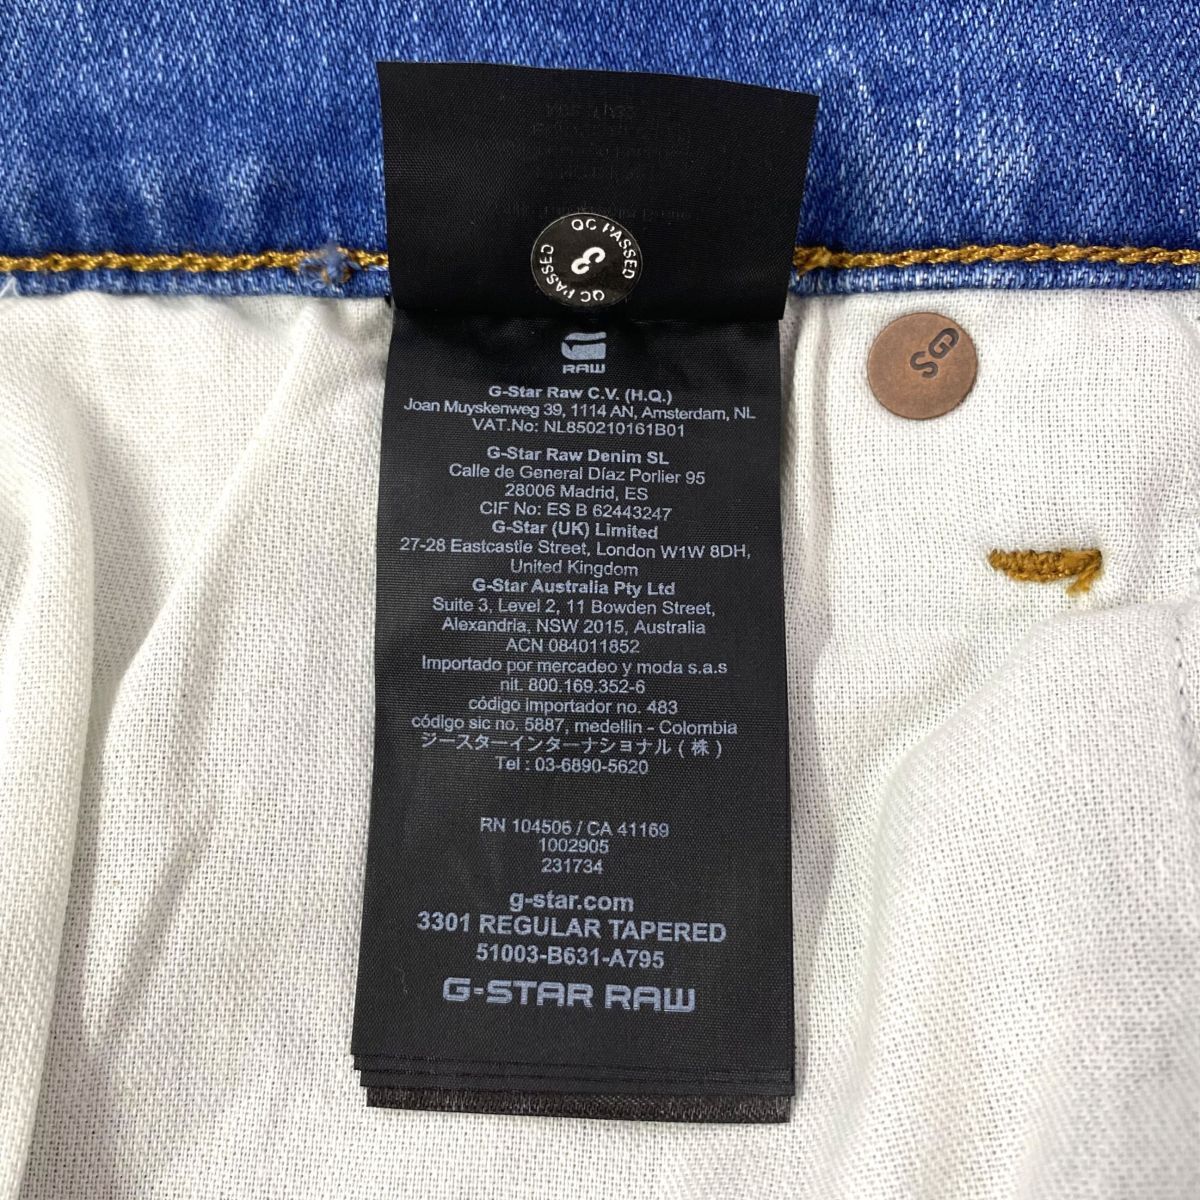 QC PASSED
3
QC PASSED
RAW
G-Star Raw C.V. (H.Q.)
Joan Muyskenweg 39, 1114 AN, Amsterdam, NL
VAT.No: NL850210161B01
G-Star Raw Denim SL
Calle de General Díaz Porlier 95
28006 Madrid, ES
CIF No: ES B 62443247
G-Star (UK) Limited
27-28 Eastcastle Street, London W1W 8DH,
United Kingdom
G-Star Australia Pty Ltd
Suite 3, Level 2, 11 Bowden Street,
Alexandria, NSW 2015, Australia
ACN 084011852
Importado por mercadeo y moda s.a.s
nit. 800.169.352-6
código importador no. 483
código sic no. 5887, medellin - Colombia
ジースターインターナショナル ( 株 )
Tel : 03-6890-5620
RN 104506 / CA 41169
1002905
231734
g-star.com
3301 REGULAR TAPERED
51003-B631-A795
G-STAR RAW
GS